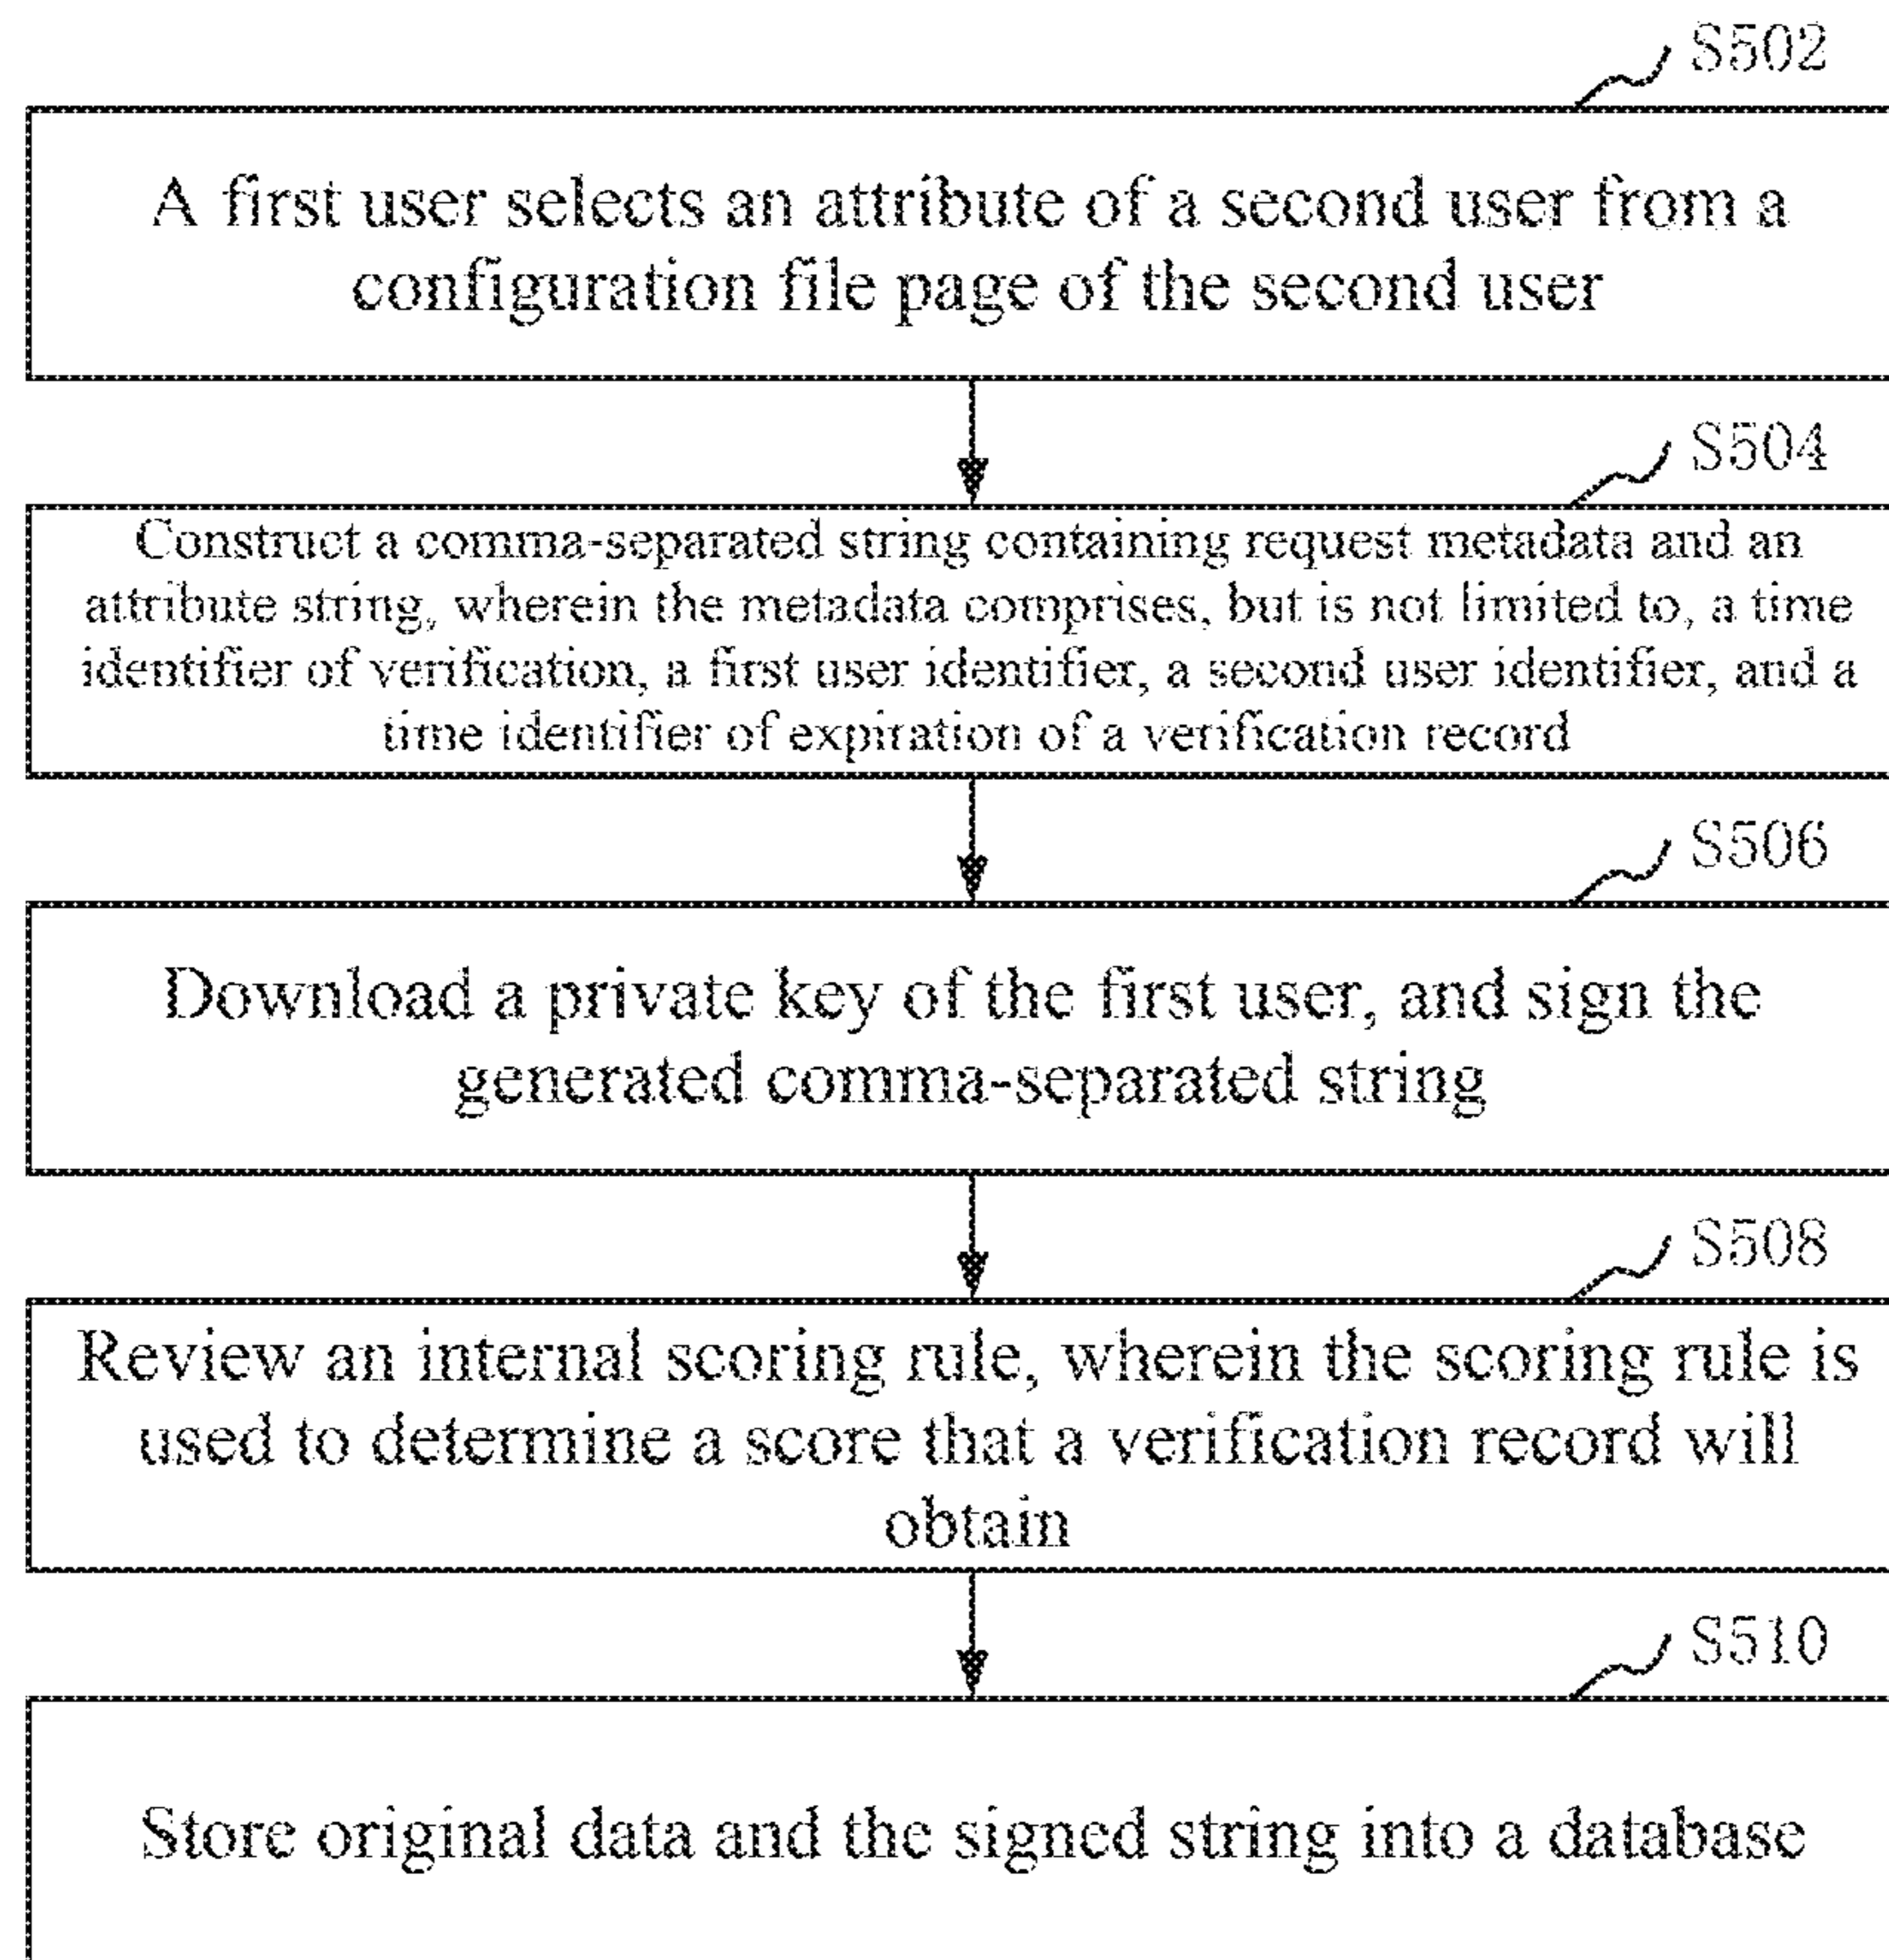 S502
A first user selects an attribute of a second user from a
configuration file page of the second user
S504
Construct a comma-separated string containing request metadata and an
attribute string, wherein the metadata comprises, but is not limited to, a time
identifier of verification, a first user identifier, a second user identifier, and a
time identifier of expiration of a verification record
S506
Download a private key of the first user, and sign the
generated comma-separated string
S508
Review an internal scoring rule, wherein the scoring rule is
used to determine a score that a verification record will
obtain
S510
Store original data and the signed string into a database